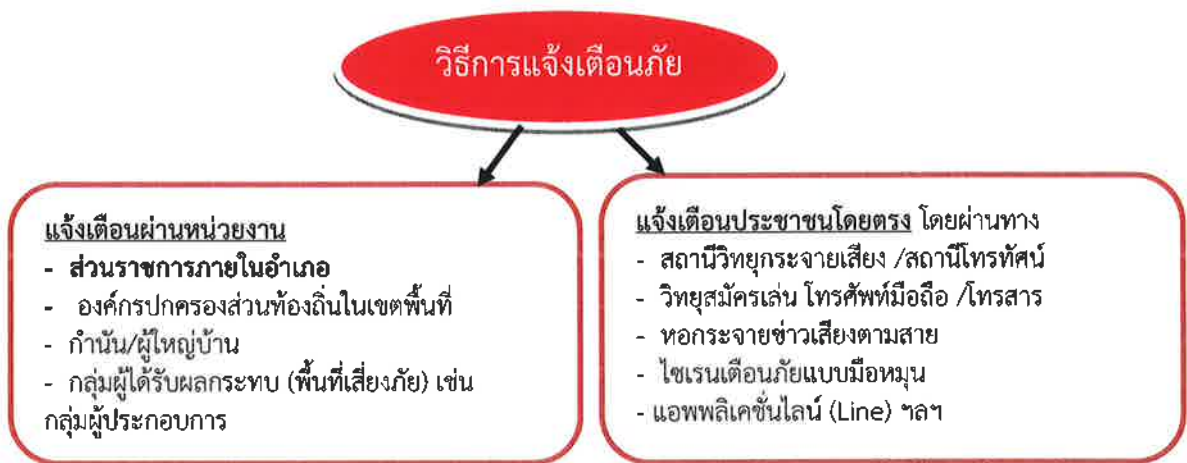 วิธีการแจ้งเตือนภัย
แจ้งเตือนผ่านหน่วยงาน
- ส่วนราชการภายในอำเภอ
- องค์กรปกครองส่วนท้องถิ่นในเขตพื้นที่
- กำนัน/ผู้ใหญ่บ้าน
- กลุ่มผู้ได้รับผลกระทบ (พื้นที่เสี่ยงภัย) เช่น
กลุ่มผู้ประกอบการ
แจ้งเตือนประชาชนโดยตรง โดยผ่านทาง
- สถานีวิทยุกระจายเสียง /สถานีโทรทัศน์
- วิทยุสมัครเล่น โทรศัพท์มือถือ /โทรสาร
- หอกระจายข่าวเสียงตามสาย
- ไซเรนเตือนภัยแบบมือหมุน
- แอพพลิเคชั่นไลน์ (Line) ฯลฯ